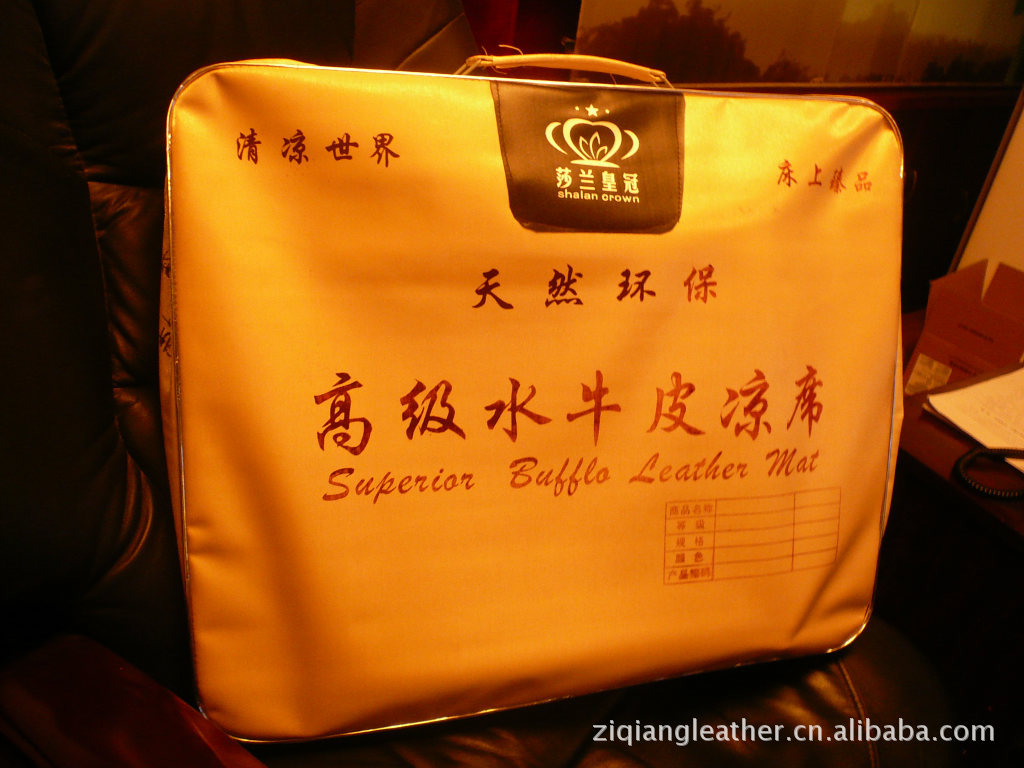 清凉世界
莎兰皇冠
shalan crown
床上臻品
天然环保
高级水牛皮凉席
Superior Bufflo Leather Mat
商品名称
等级
规格
颜色
产品编码
ziqiangleather.cn.alibaba.com